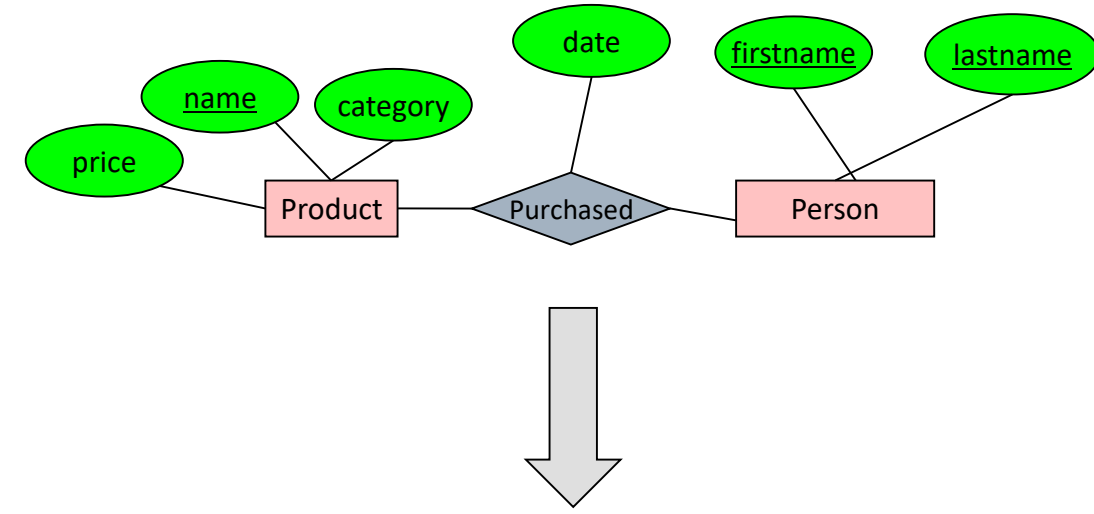 date
firstname
lastname
name
category
price
Product
Purchased
Person